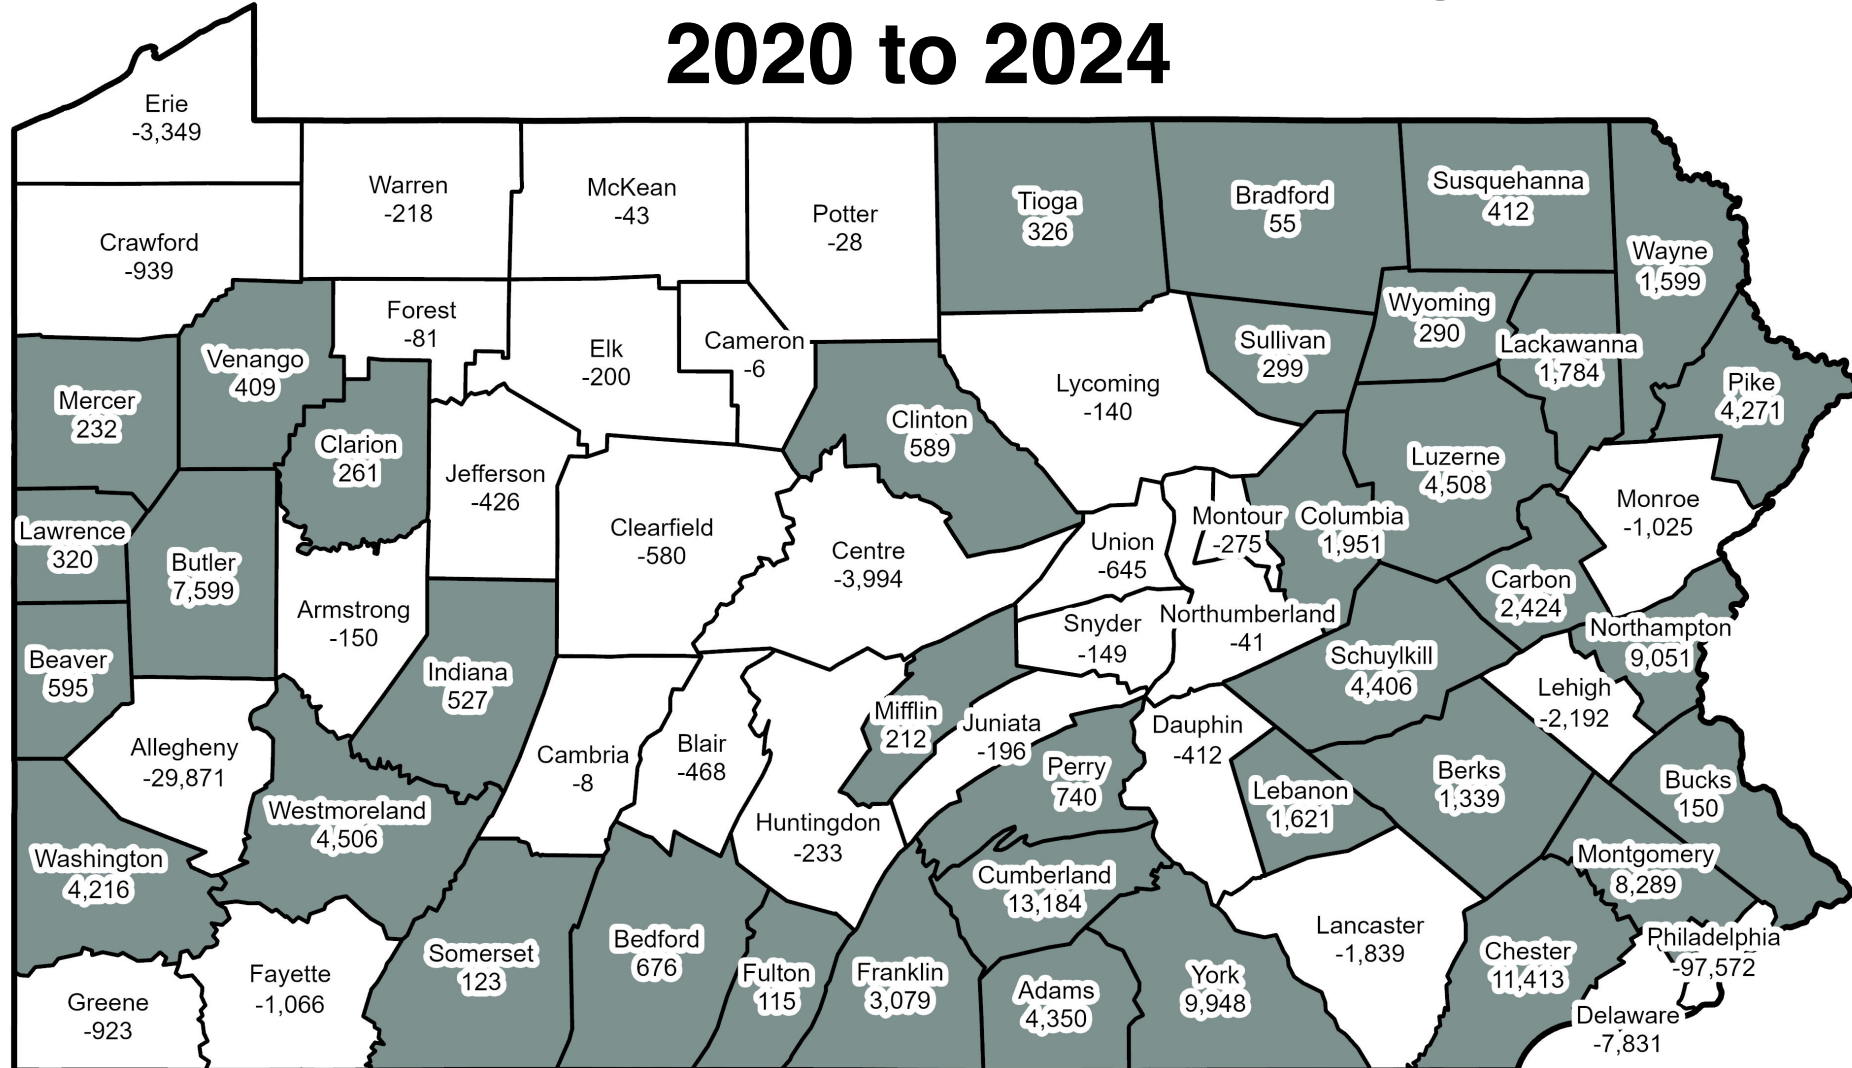 2020 to 2024
Erie
-3,349
Warren
-218
McKean
-43
Potter
-28
Tioga
326
Bradford
55
Susquehanna
412
Wayne
1,599
Crawford
-939
Forest
-81
Elk
-200
Cameron
-6
Lycoming
-140
Sullivan
299
Wyoming
290
Lackawanna
1,784
Pike
4,271
Mercer
232
Venango
409
Clarion
261
Jefferson
-426
Clearfield
-580
Clinton
589
Centre
-3,994
Union
-645
Montour
-275
Columbia
1,951
Luzerne
4,508
Monroe
-1,025
Lawrence
320
Butler
7,599
Armstrong
-150
Indiana
527
Snyder
-149
Northumberland
-41
Schuylkill
4,406
Carbon
2,424
Northampton
9,051
Lehigh
-2,192
Beaver
595
Allegheny
-29,871
Westmoreland
4,506
Cambria
-8
Blair
-468
Huntingdon
-233
Mifflin
212
Juniata
-196
Perry
740
Dauphin
-412
Lebanon
1,621
Berks
1,339
Bucks
150
Montgomery
8,289
Washington
4,216
Greene
-923
Fayette
-1,066
Somerset
123
Bedford
676
Fulton
115
Franklin
3,079
Cumberland
13,184
Adams
4,350
York
9,948
Lancaster
-1,839
Chester
11,413
Philadelphia
-97,572
Delaware
-7,831